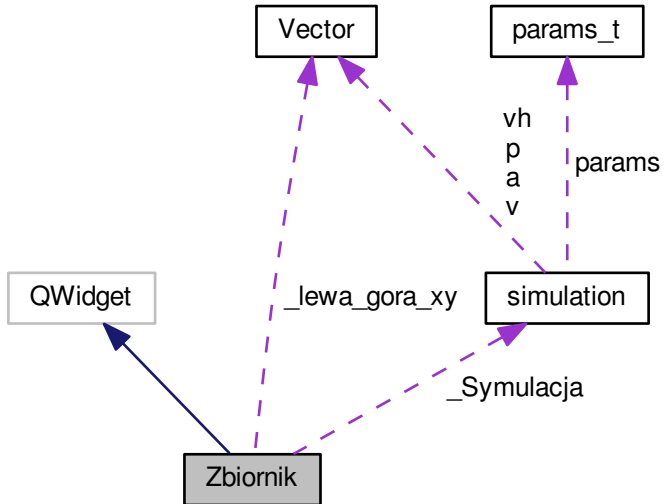 Vector
params_t
vh
p
a
v
params
QWidget
_lewa_gora_xy
simulation
_Symulacja
Zbiornik